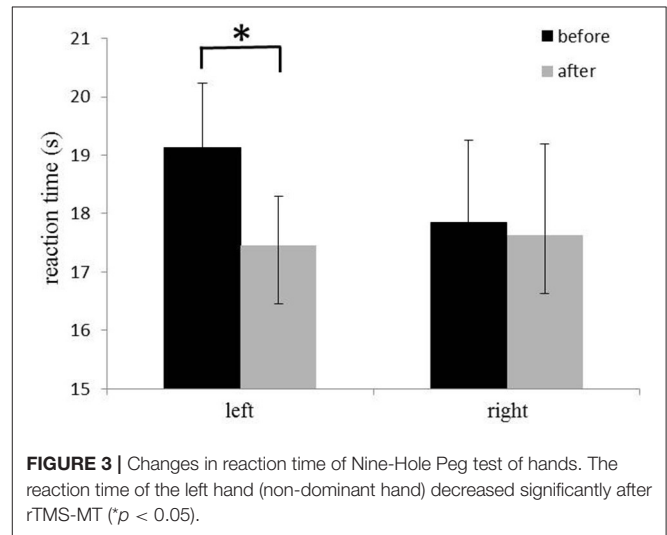 21
20
19
18
17
16
15
reaction time (s)
*
before
after
left
right
FIGURE 3 | Changes in reaction time of Nine-Hole Peg test of hands. The
reaction time of the left hand (non-dominant hand) decreased significantly after
rTMS-MT (*p < 0.05).